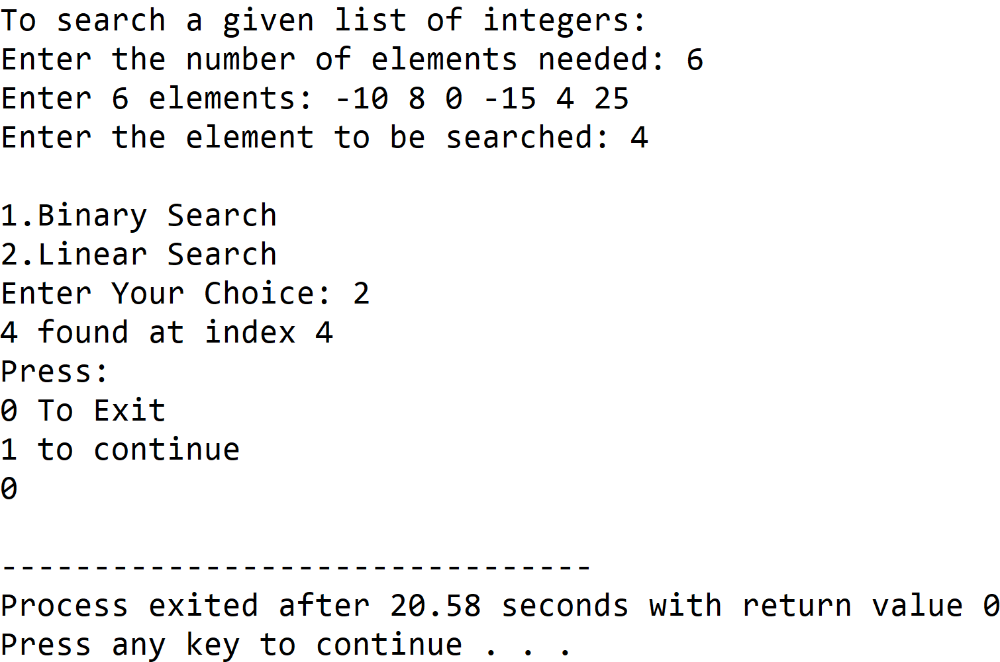 To search a given list of integers:
Enter the number of elements needed: 6
Enter 6 elements: -10 8 0 -15 4 25
Enter the element to be searched: 4

1.Binary Search
2.Linear Search
Enter Your Choice: 2
4 found at index 4
Press:
0 To Exit
1 to continue
0

--------------------------------
Process exited after 20.58 seconds with return value 0
Press any key to continue . . .